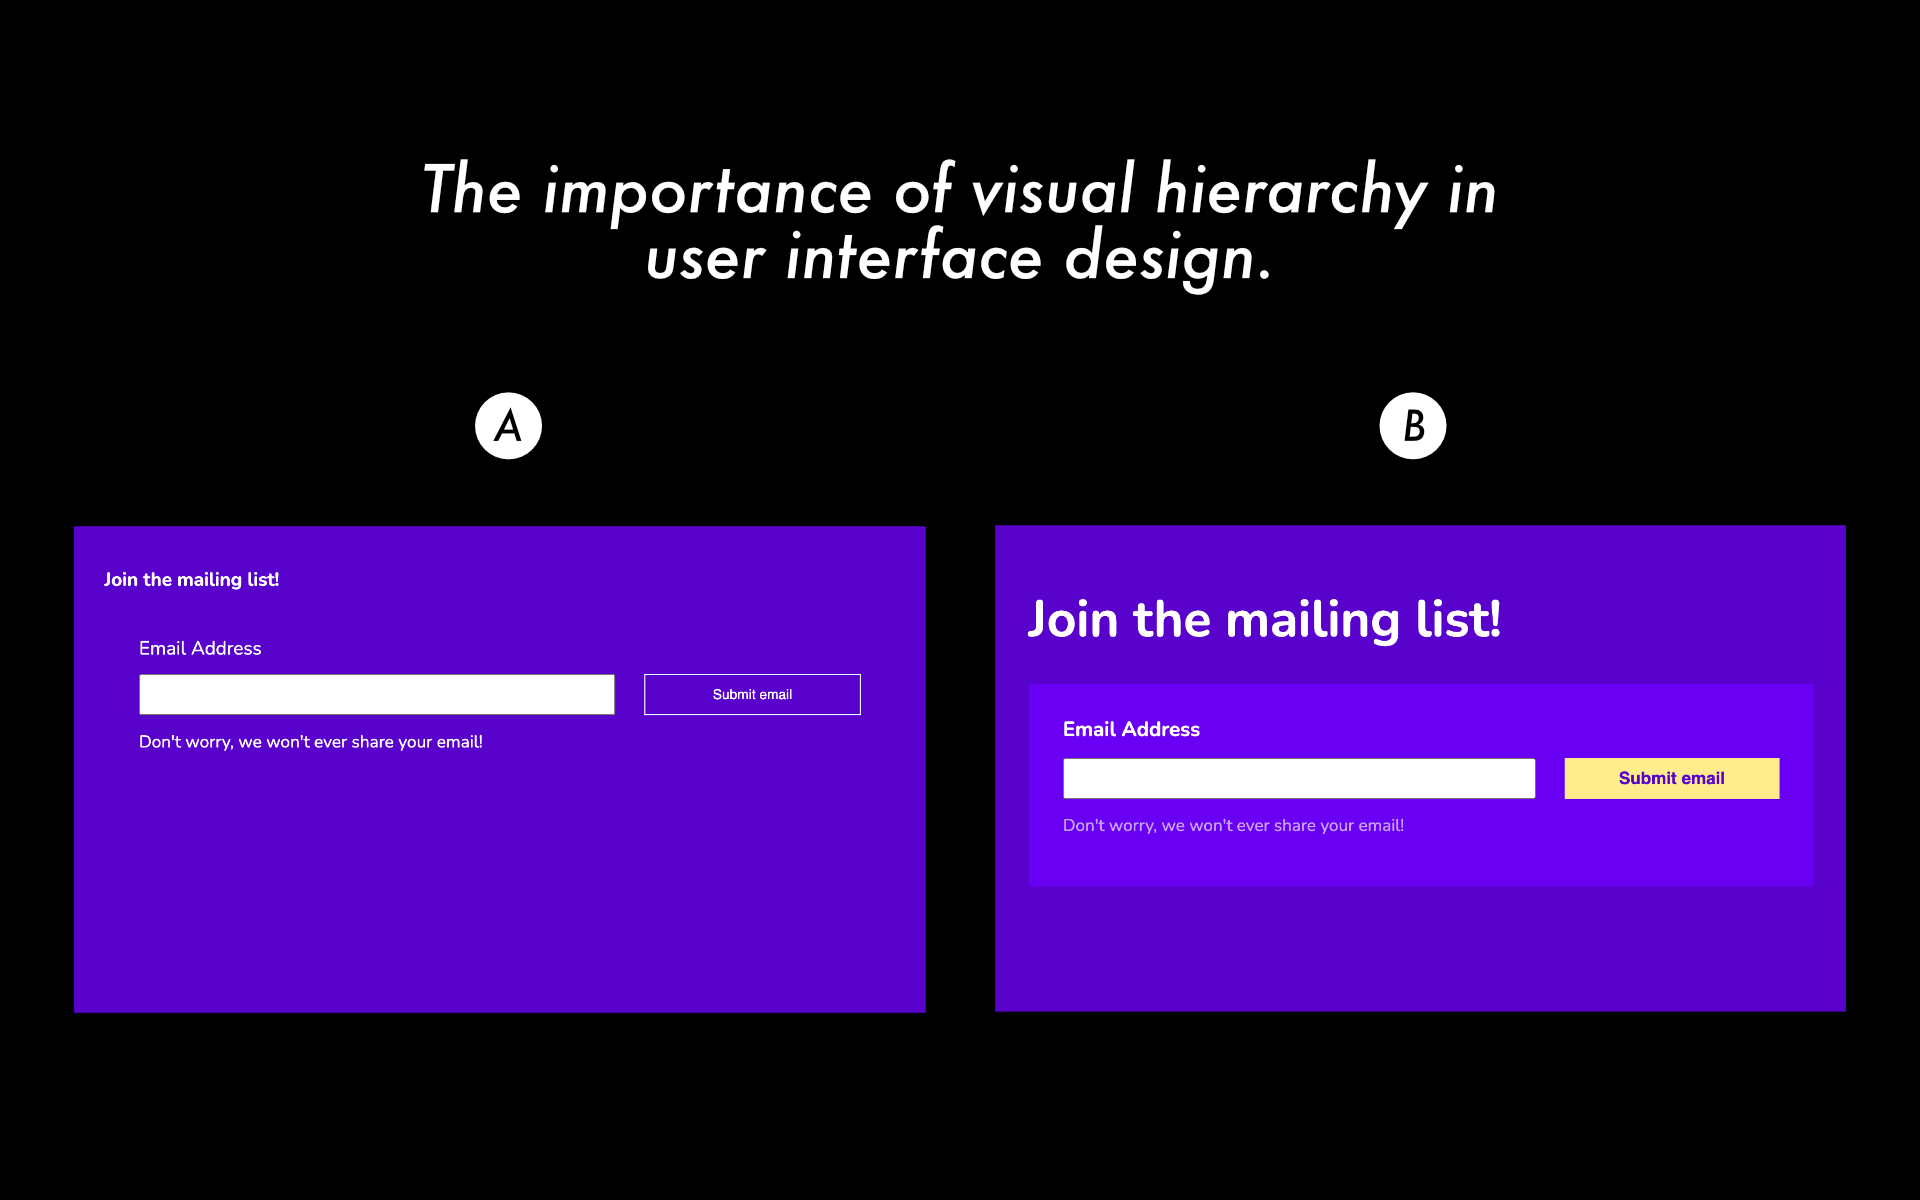 The importance of visual hierarchy in
user interface design.
A
B
Join the mailing list!
Email Address
Submit email
Don't worry, we won't ever share your email!
Join the mailing list!
Email Address
Submit email
Don't worry, we won't ever share your email!